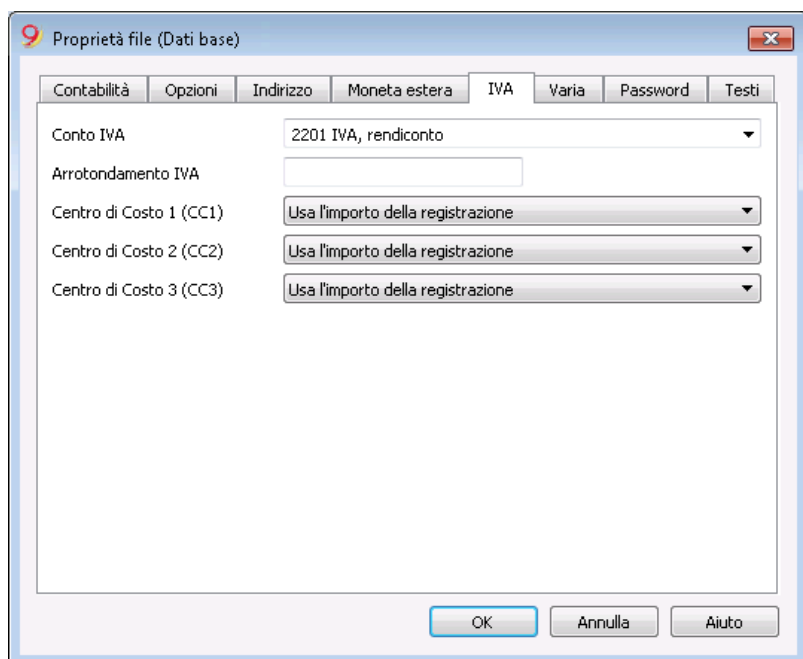 Proprietà file (Dati base)
Contabilità Opzioni Indirizzo Moneta estera IVA Varia Password Testi
Conto IVA 2201 IVA, rendiconto
Arrotondamento IVA
Centro di Costo 1 (CC1) Usa l'importo della registrazione
Centro di Costo 2 (CC2) Usa l'importo della registrazione
Centro di Costo 3 (CC3) Usa l'importo della registrazione
OK Annulla Aiuto